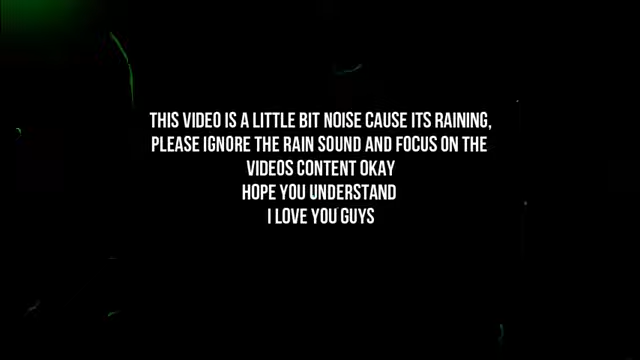 THIS VIDEO IS A LITTLE BIT NOISE CAUSE ITS RAINING,
PLEASE IGNORE THE RAIN SOUND AND FOCUS ON THE
VIDEOS CONTENT OKAY
HOPE YOU UNDERSTAND
I LOVE YOU GUYS